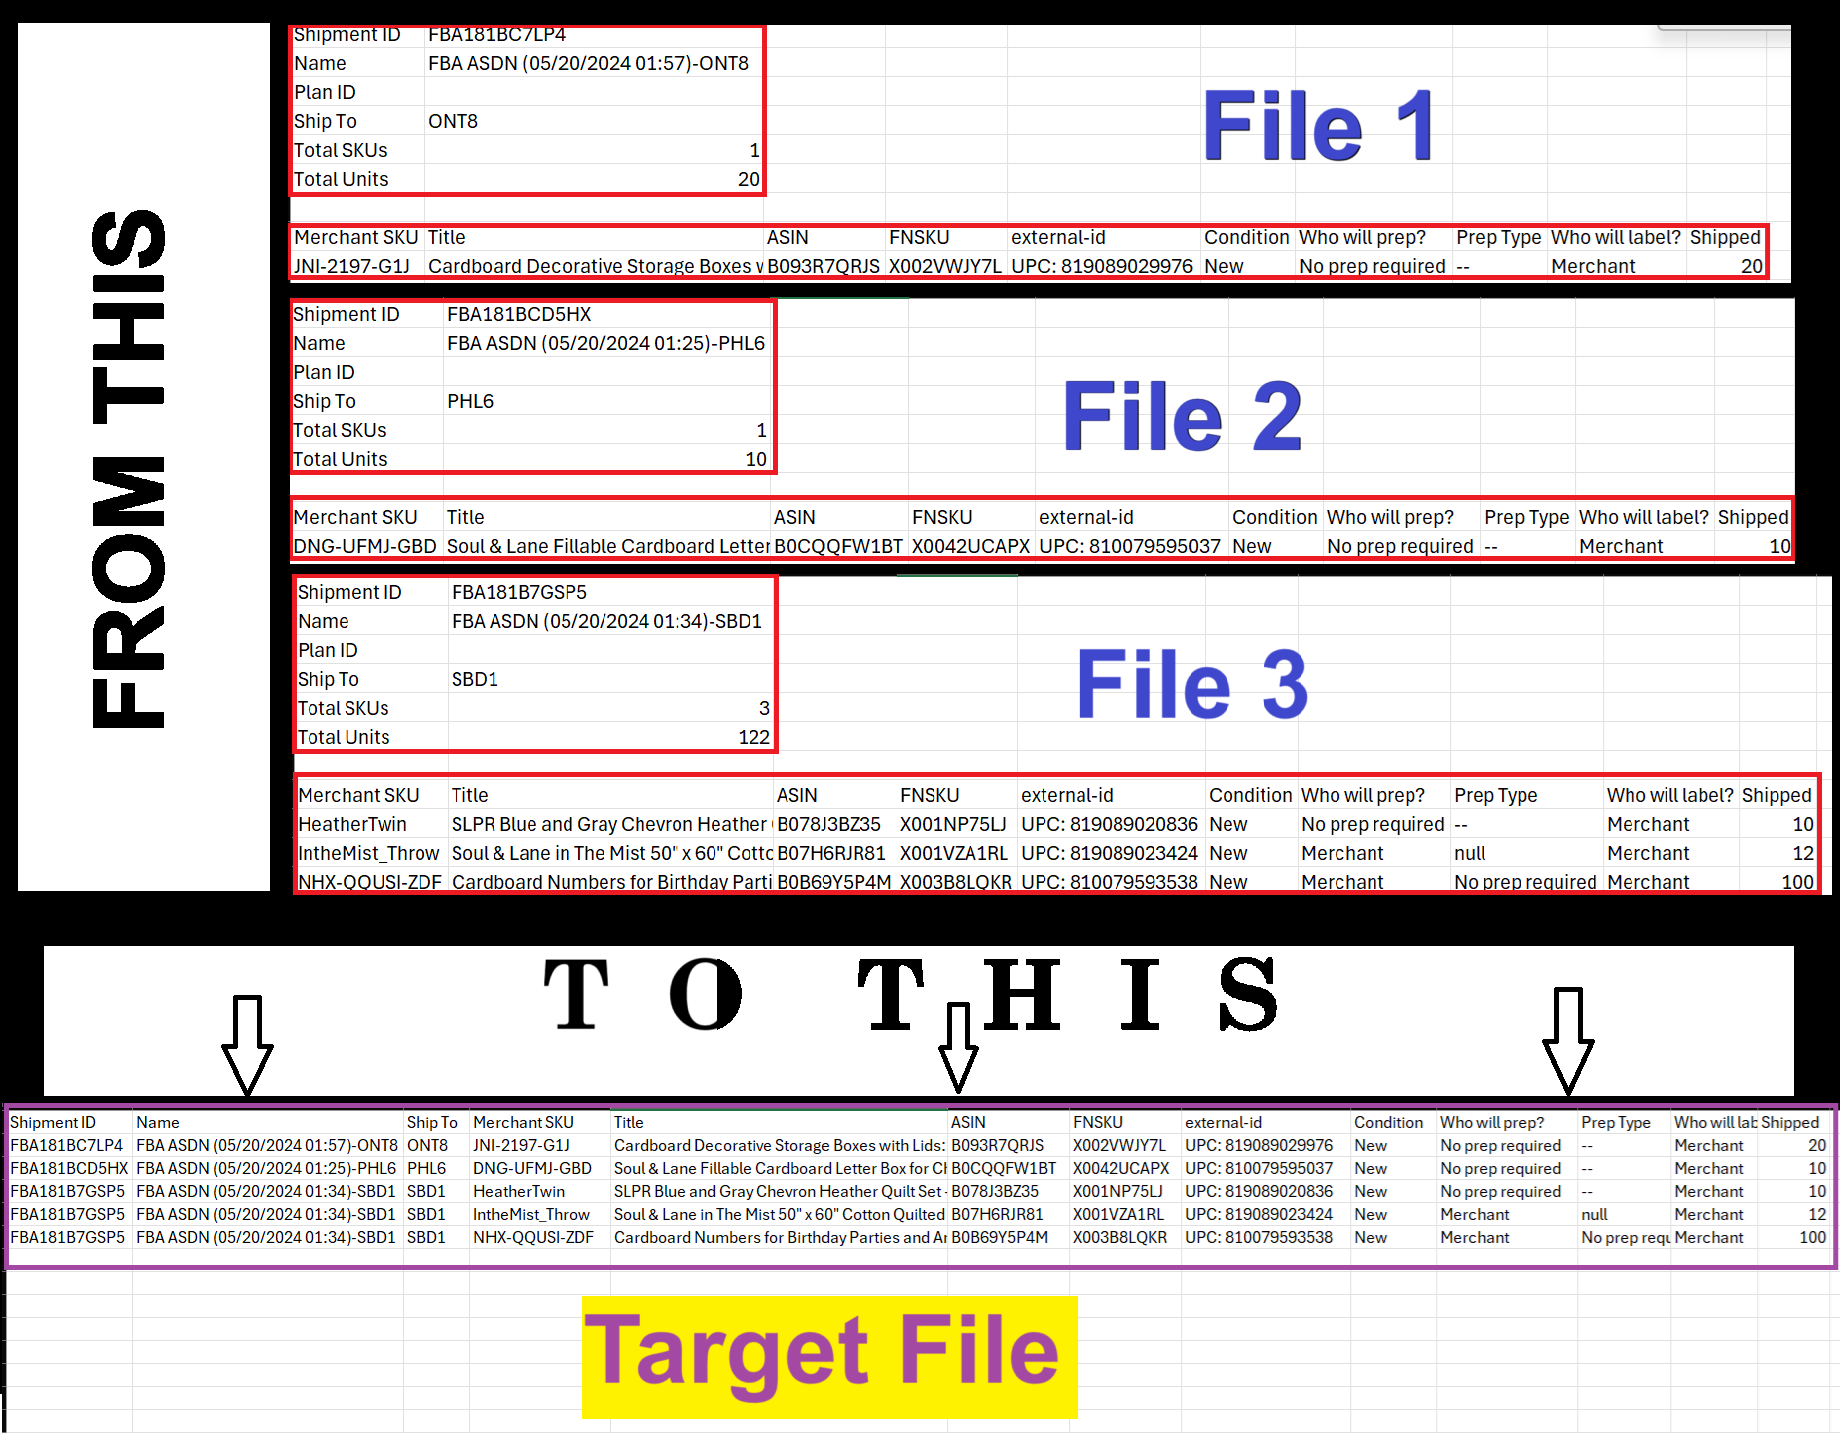 FROM THIS
Shipment ID FBA181BC7LP4
Name FBA ASDN (05/20/2024 01:57)-ONT8
Plan ID
Ship To ONT8
Total SKUs 1
Total Units 20
File 1
Merchant SKU Title ASIN FNSKU external-id Condition Who will prep? Prep Type Who will label? Shipped
JNI-2197-G1J Cardboard Decorative Storage Boxes w B093R7QRJS X002VWJY7L UPC: 819089029976 New No prep required -- Merchant 20
Shipment ID FBA181BCD5HX
Name FBA ASDN (05/20/2024 01:25)-PHL6
Plan ID
Ship To PHL6
Total SKUs 1
Total Units 10
File 2
Merchant SKU Title ASIN FNSKU external-id Condition Who will prep? Prep Type Who will label? Shipped
DNG-UFMJ-GBD Soul & Lane Fillable Cardboard Letter B0CQQFW1BT X0042UCAPX UPC: 810079595037 New No prep required -- Merchant 10
Shipment ID FBA181B7GSP5
Name FBA ASDN (05/20/2024 01:34)-SBD1
Plan ID
Ship To SBD1
Total SKUs 3
Total Units 122
File 3
Merchant SKU Title ASIN FNSKU external-id Condition Who will prep? Prep Type Who will label? Shipped
HeatherTwin SLPR Blue and Gray Chevron Heather B078J3BZ35 X001NP75LJ UPC: 819089020836 New No prep required -- Merchant 10
IntheMist_Throw Soul & Lane in The Mist 50" x 60" Cotto B07H6RJR81 X001VZA1RL UPC: 819089023424 New Merchant null Merchant 12
NHX-QQUSI-ZDF Cardboard Numbers for Birthday Parti B0B69Y5P4M X003B8LQKR UPC: 810079593538 New Merchant No prep required Merchant 100
TO THIS
Shipment ID Name Ship To Merchant SKU Title ASIN FNSKU external-id Condition Who will prep? Prep Type Who will lab Shipped
FBA181BC7LP4 FBA ASDN (05/20/2024 01:57)-ONT8 ONT8 JNI-2197-G1J Cardboard Decorative Storage Boxes with Lids: B093R7QRJS X002VWJY7L UPC: 819089029976 New No prep required -- Merchant 20
FBA181BCD5HX FBA ASDN (05/20/2024 01:25)-PHL6 PHL6 DNG-UFMJ-GBD Soul & Lane Fillable Cardboard Letter Box for Ch B0CQQFW1BT X0042UCAPX UPC: 810079595037 New No prep required -- Merchant 10
FBA181B7GSP5 FBA ASDN (05/20/2024 01:34)-SBD1 SBD1 HeatherTwin SLPR Blue and Gray Chevron Heather Quilt Set - B078J3BZ35 X001NP75LJ UPC: 819089020836 New No prep required -- Merchant 10
FBA181B7GSP5 FBA ASDN (05/20/2024 01:34)-SBD1 SBD1 IntheMist_Throw Soul & Lane in The Mist 50" x 60" Cotton Quilted B07H6RJR81 X001VZA1RL UPC: 819089023424 New Merchant null Merchant 12
FBA181B7GSP5 FBA ASDN (05/20/2024 01:34)-SBD1 SBD1 NHX-QQUSI-ZDF Cardboard Numbers for Birthday Parties and Ar B0B69Y5P4M X003B8LQKR UPC: 810079593538 New Merchant No prep requ Merchant 100
Target File